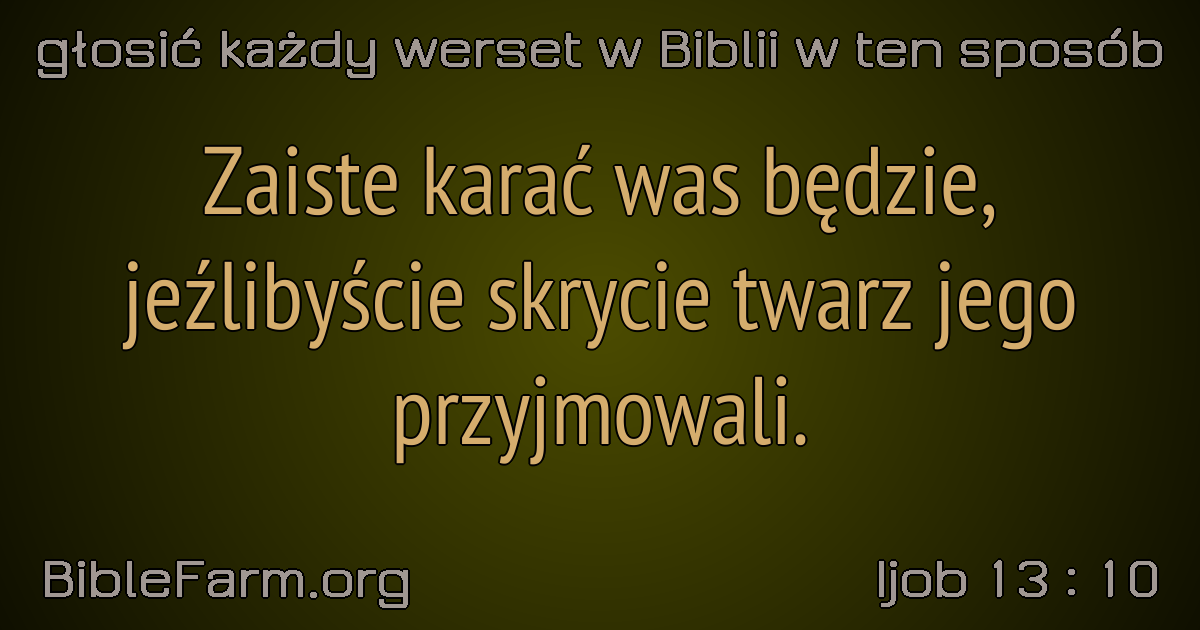 głosić każdy werset w Biblii w ten sposób
Zaiste karać was będzie,
jeźlibyście skrycie twarz jego
przyjmowali.
BibleFarm.org
Ijob 13 : 10